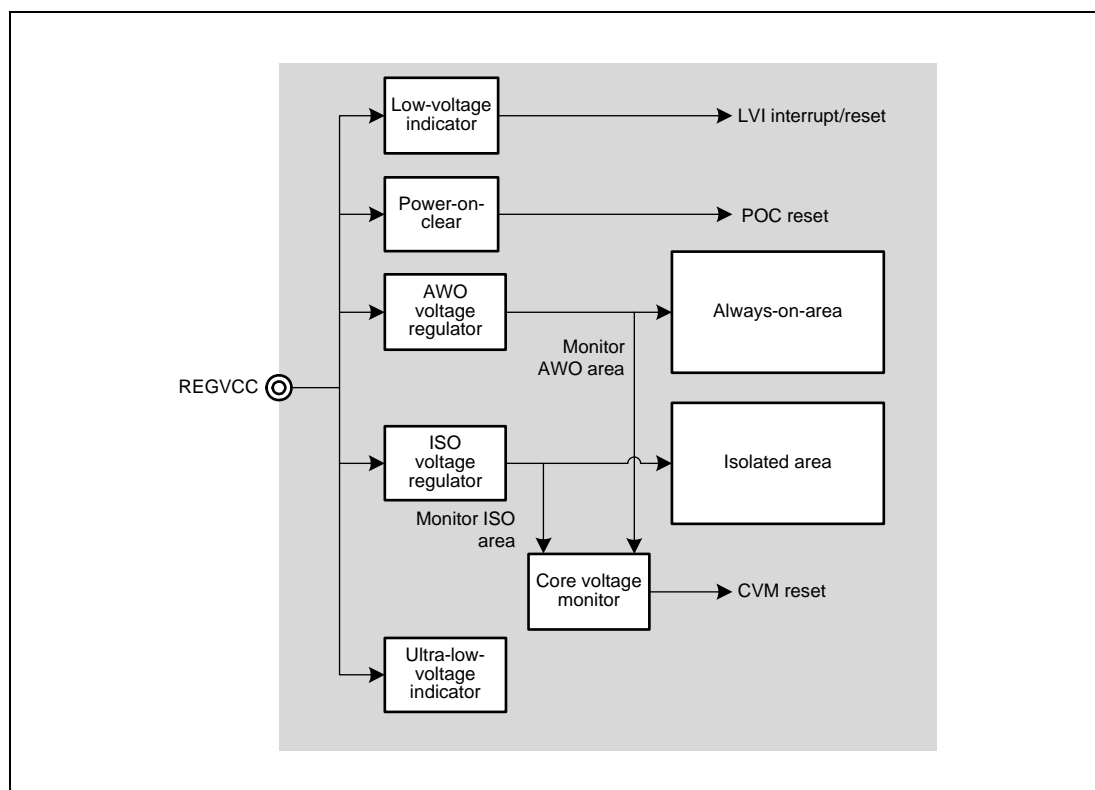 Low-voltage
indicator
LVI interrupt/reset
Power-on-
clear
POC reset
AWO
voltage
regulator
Always-on-area
Monitor
AWO area
REGVCC
ISO
voltage
regulator
Isolated area
Monitor ISO
area
Core voltage
monitor
CVM reset
Ultra-low-
voltage
indicator